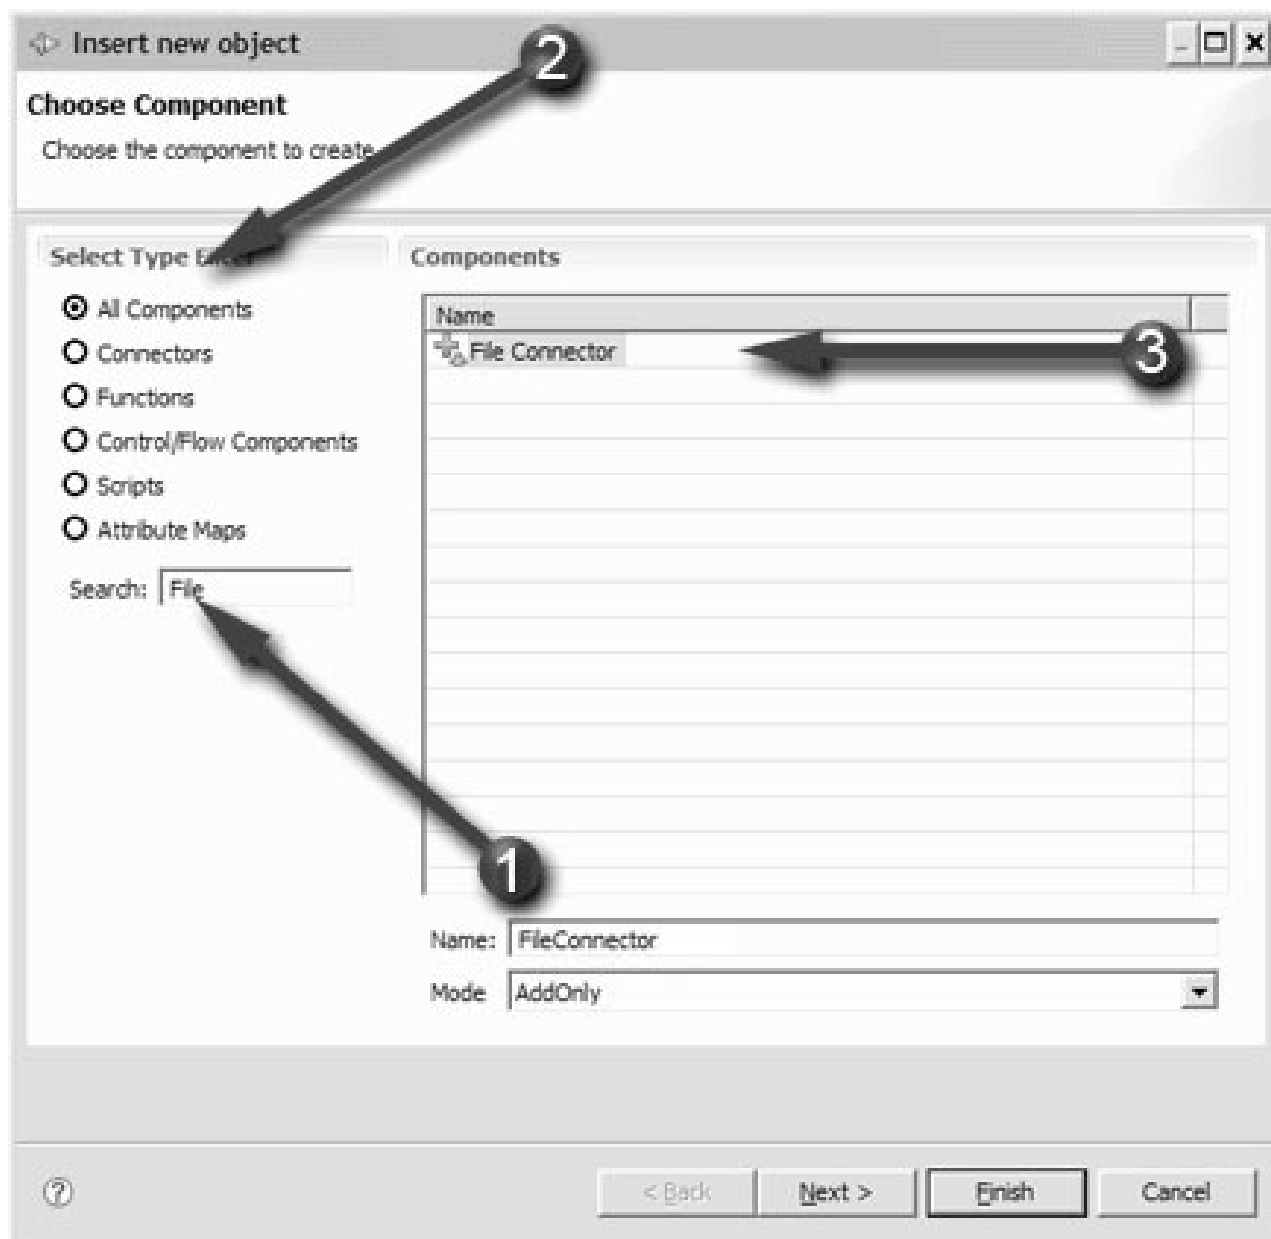 Insert new object
2
Choose Component
Choose the component to create
Select Type
Components
All Components
Connectors
Functions
Control/Flow Components
Scripts
Attribute Maps
Search: File
Name
File Connector
3
1
Name: FileConnector
Mode AddOnly
?
< Back Next > Finish Cancel